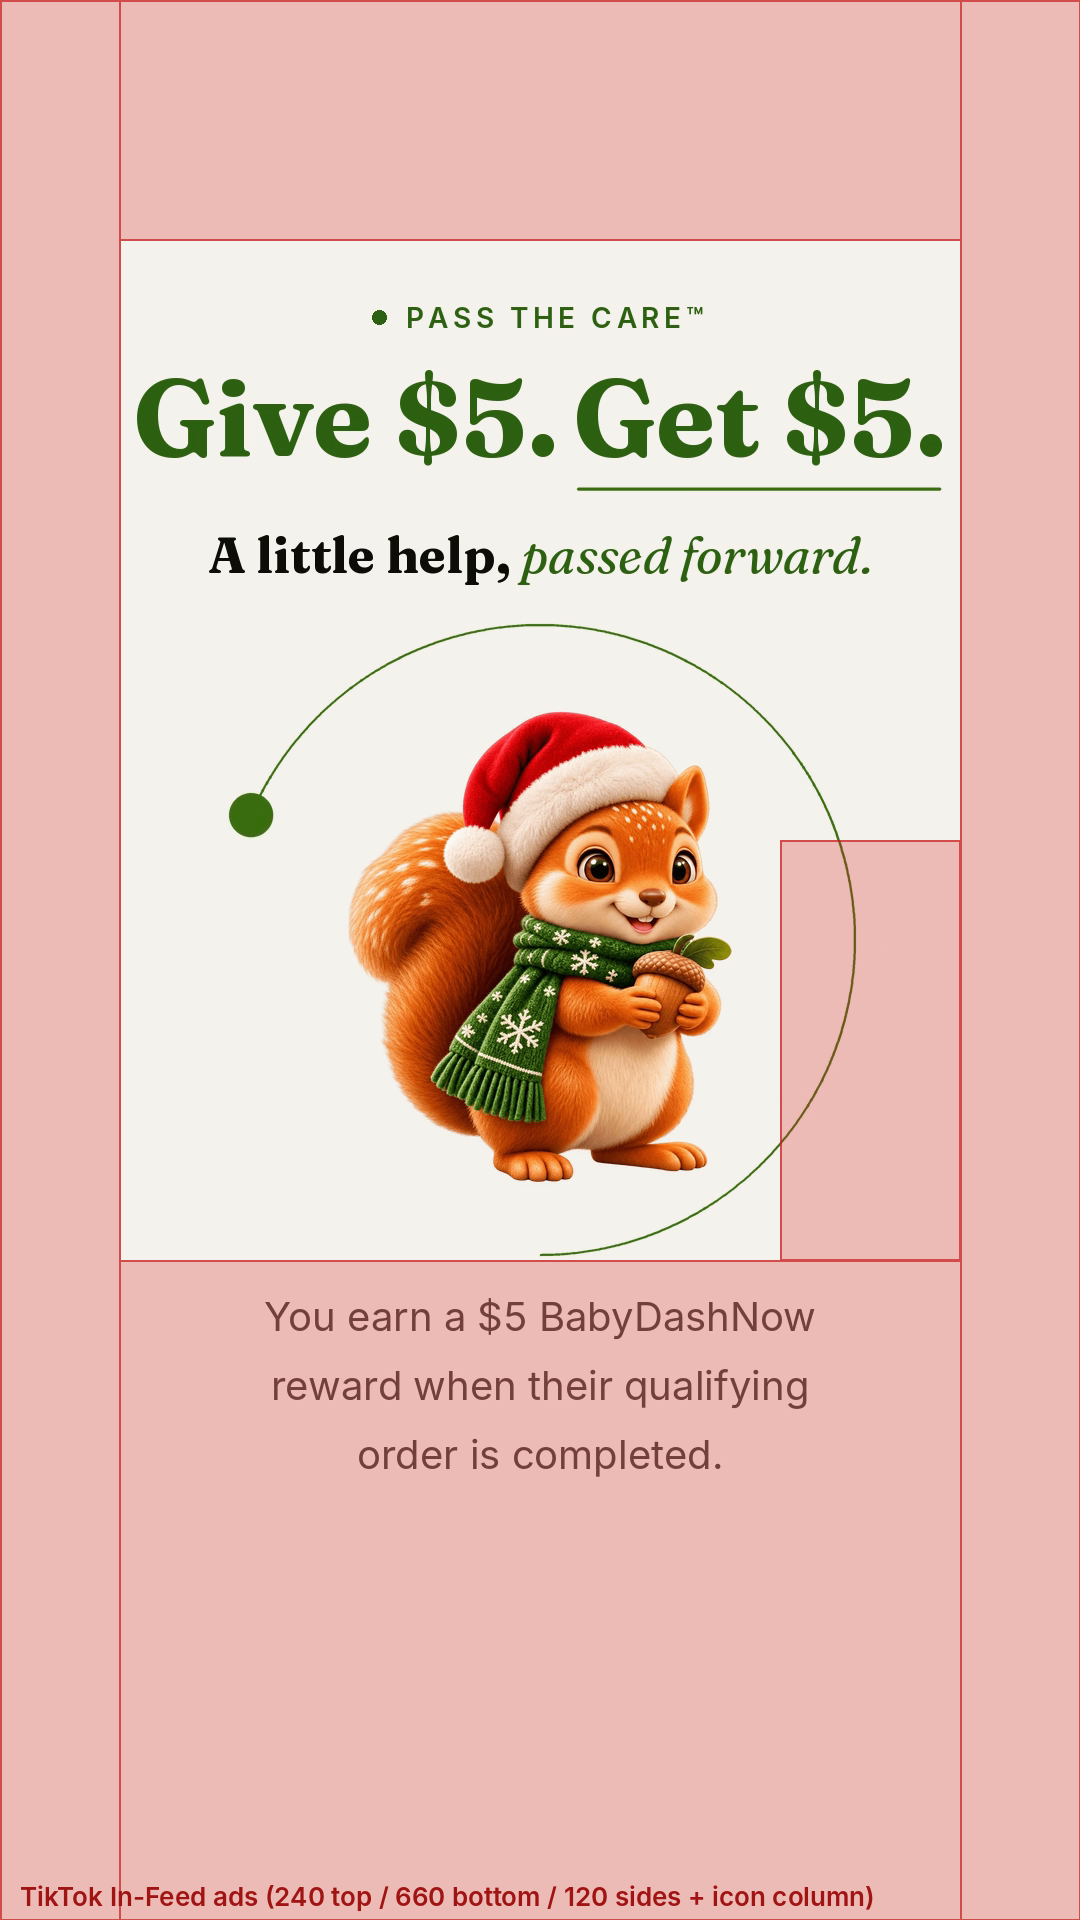 PASS THE CARE™
Give $5. Get $5.
A little help, passed forward.
You earn a $5 BabyDashNow
reward when their qualifying
order is completed.
TikTok In-Feed ads (240 top / 660 bottom / 120 sides + icon column)